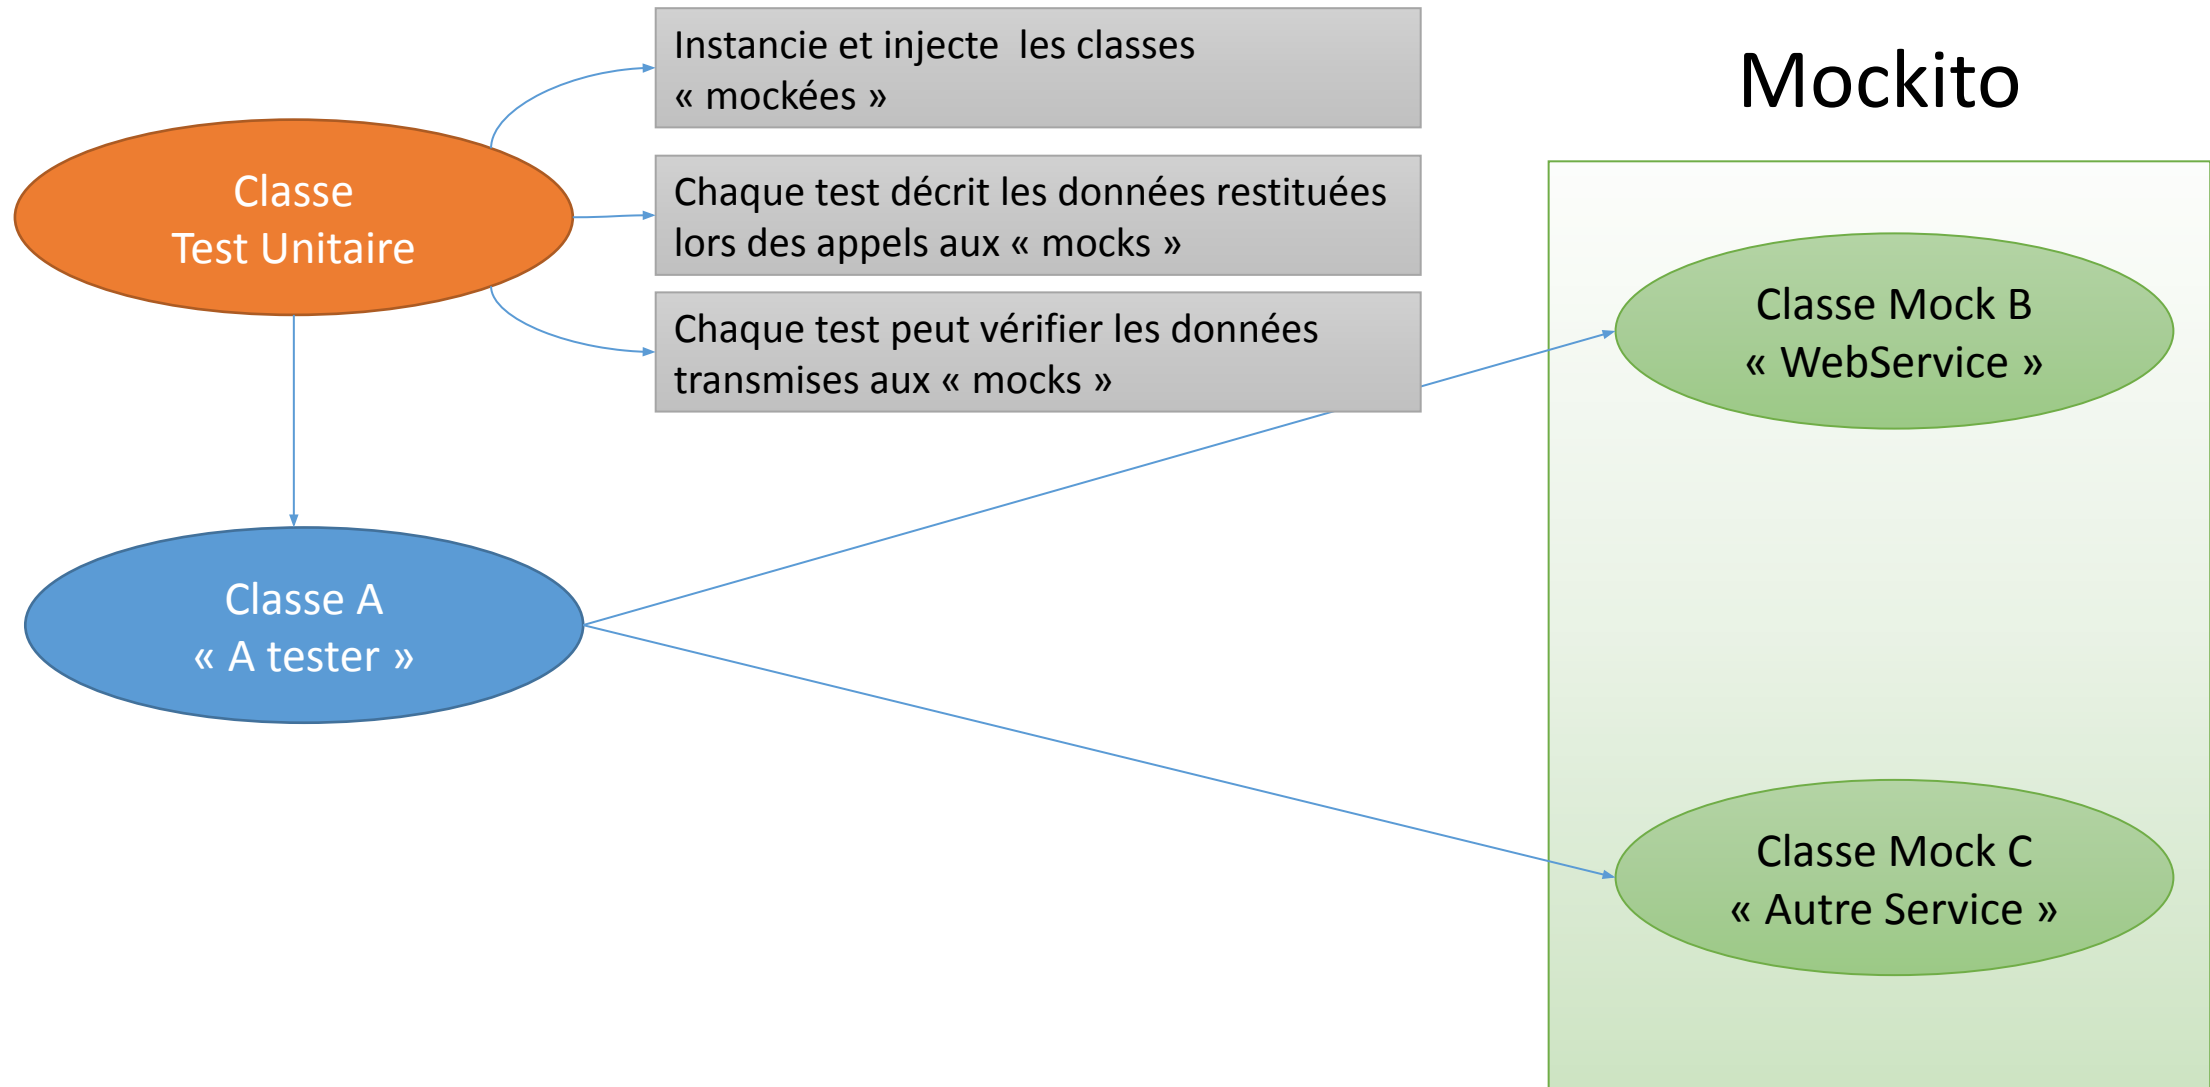 Instancie et injecte  les classes
« mockées »
Mockito
Classe
Test Unitaire
Chaque test décrit les données restituées
lors des appels aux « mocks »
Chaque test peut vérifier les données
transmises aux « mocks »
Classe Mock B
« WebService »
Classe A
« A tester »
Classe Mock C
« Autre Service »